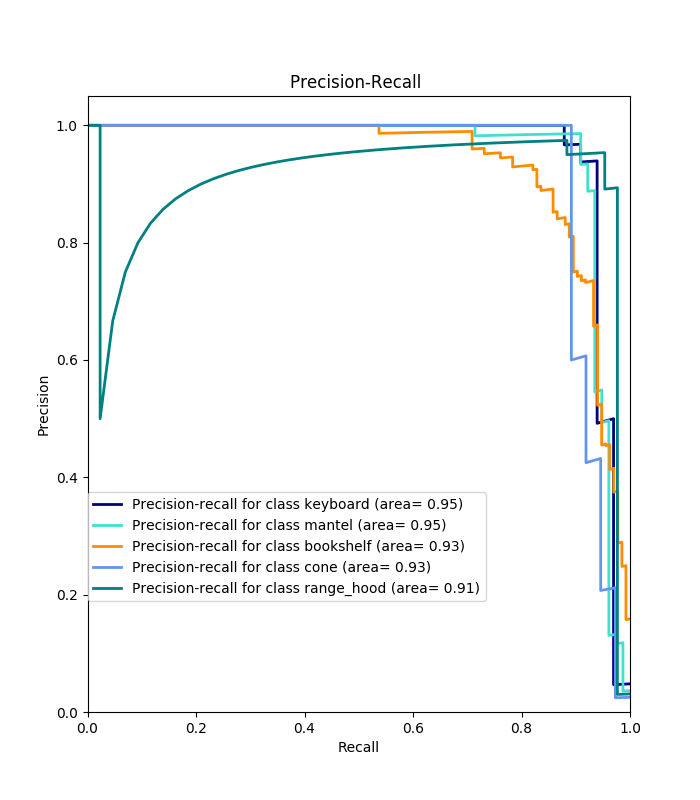 Precision-Recall
1.0
0.8
0.6
0.4
0.2
0.0
Precision
Precision-recall for class keyboard (area= 0.95)
Precision-recall for class mantel (area= 0.95)
Precision-recall for class bookshelf (area= 0.93)
Precision-recall for class cone (area= 0.93)
Precision-recall for class range_hood (area= 0.91)
0.0 0.2 0.4 0.6 0.8 1.0
Recall